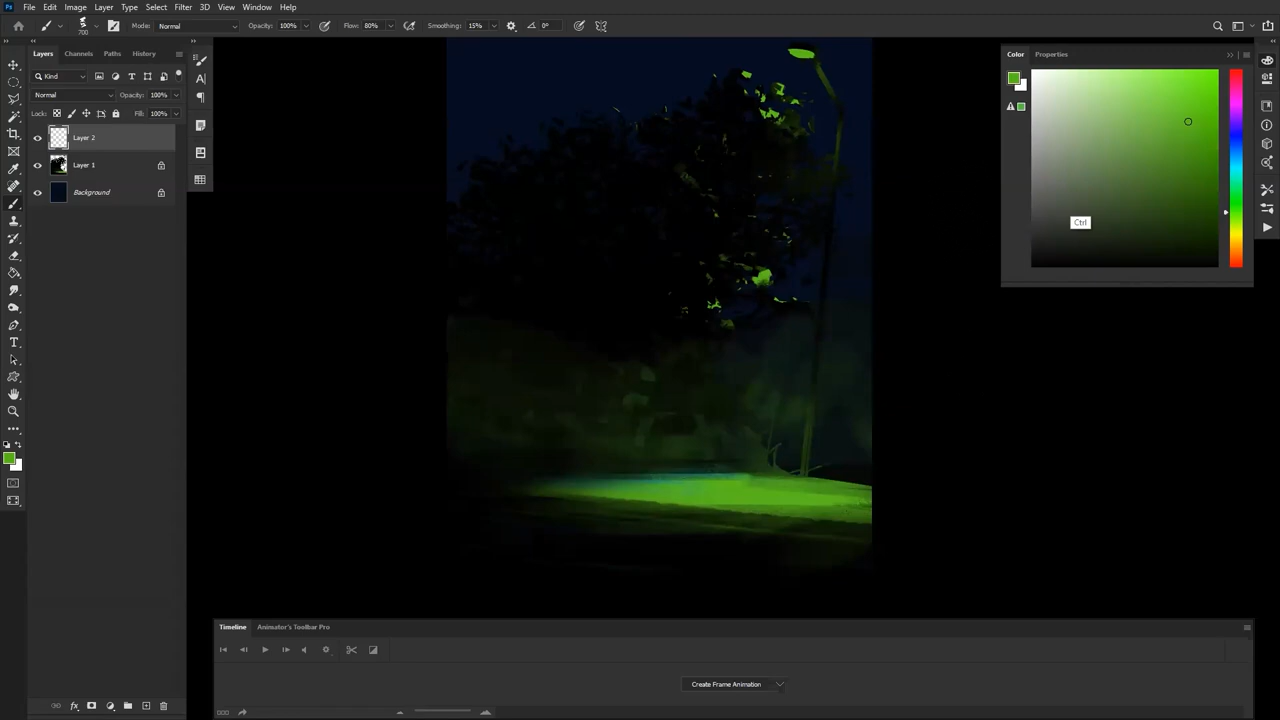 Ps File Edit Image Layer Type Select Filter 3D View Window Help
700 Mode: Normal Opacity: 100% Flow: 80% Smoothing: 15% 0°
Layers Channels Paths History
Kind
Normal Opacity: 100%
Lock: Fill: 100%
Layer 2
Layer 1
Background
Color Properties
Ctrl
Timeline Animator's Toolbar Pro
Create Frame Animation